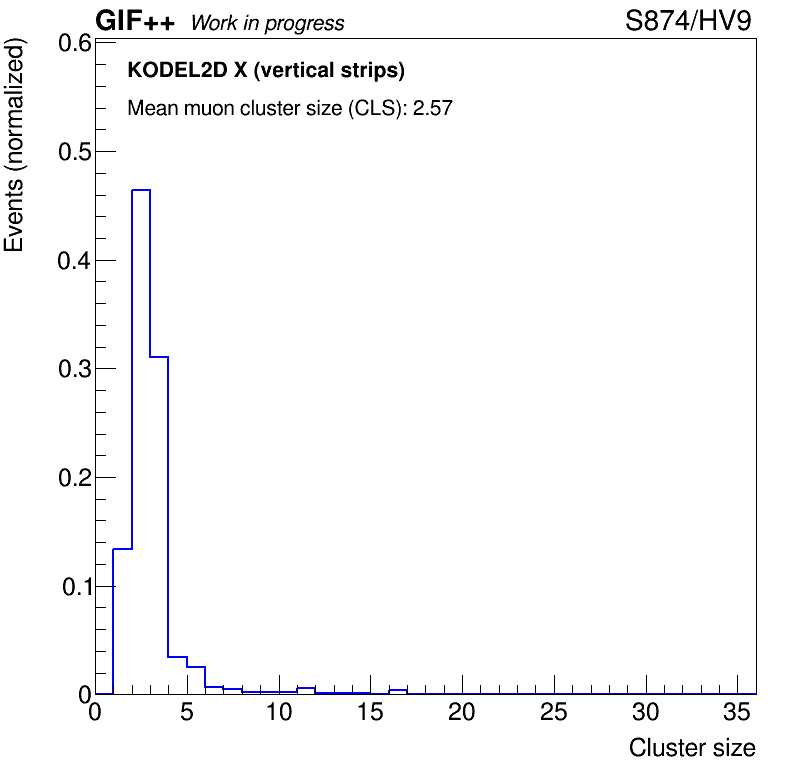 GIF++ Work in progress S874/HV9
KODEL2D X (vertical strips)
Mean muon cluster size (CLS): 2.57
Events (normalized)
0.6
0.5
0.4
0.3
0.2
0.1
0
0 5 10 15 20 25 30 35
Cluster size